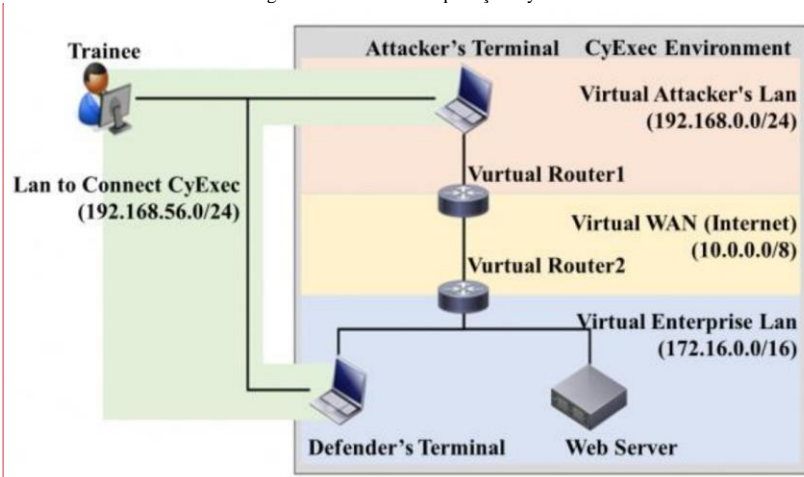 Trainee
Attacker's Terminal
CyExec Environment
Virtual Attacker's Lan
(192.168.0.0/24)
Vurtual Router1
Lan to Connect CyExec
(192.168.56.0/24)
Virtual WAN (Internet)
(10.0.0.0/8)
Vurtual Router2
Virtual Enterprise Lan
(172.16.0.0/16)
Defender's Terminal
Web Server